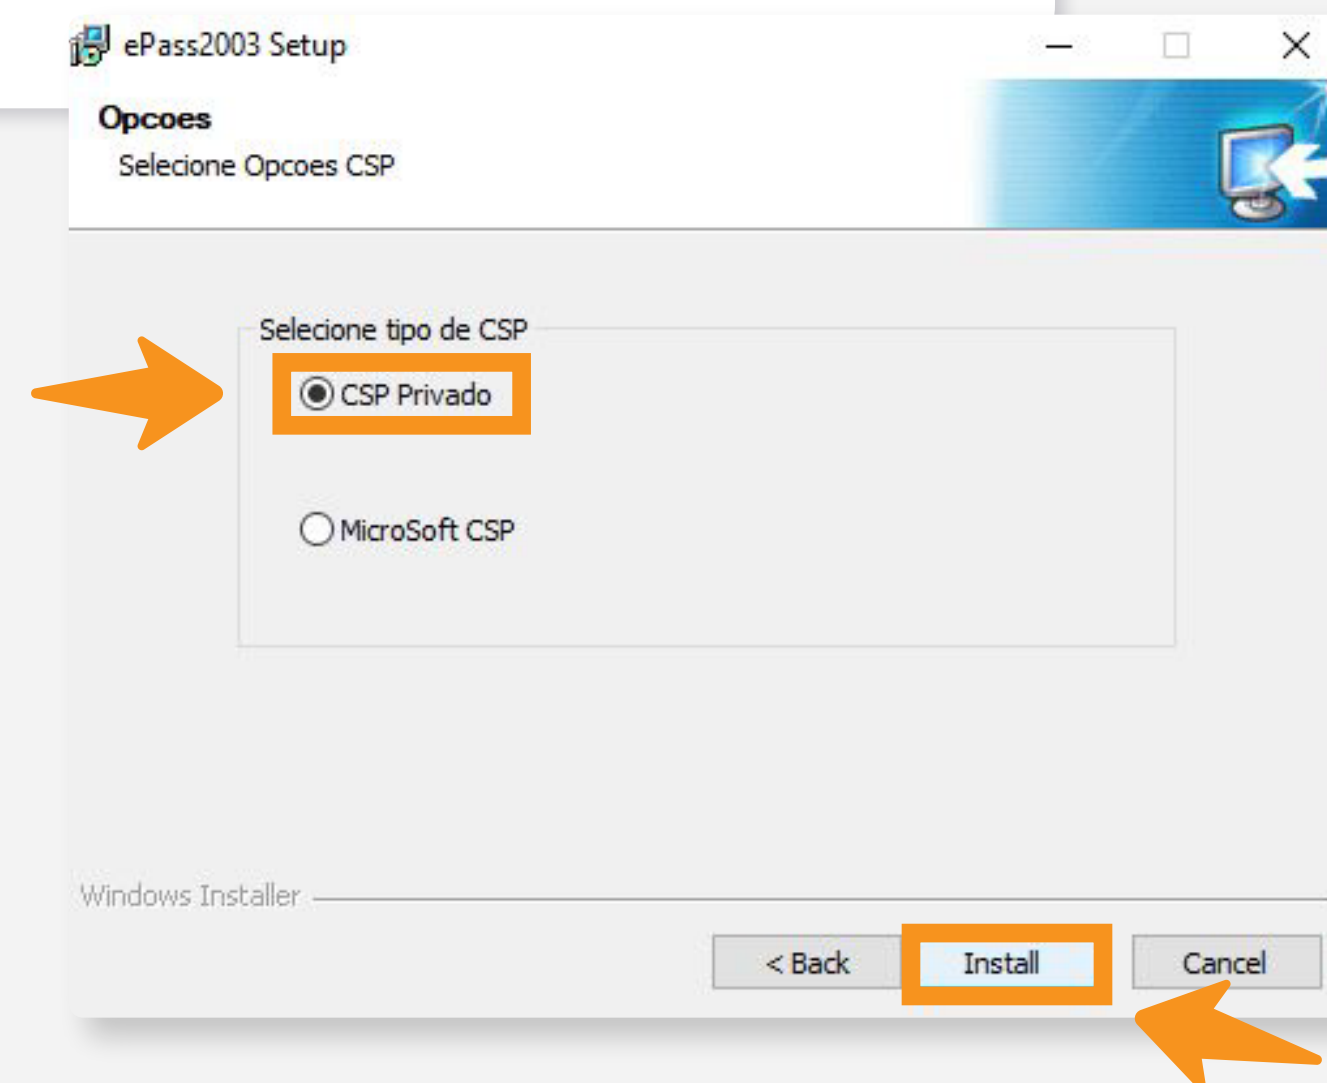 ePass2003 Setup
Opcoes
Selecione Opcoes CSP
Selecione tipo de CSP
CSP Privado
MicroSoft CSP
Windows Installer
< Back
Install
Cancel